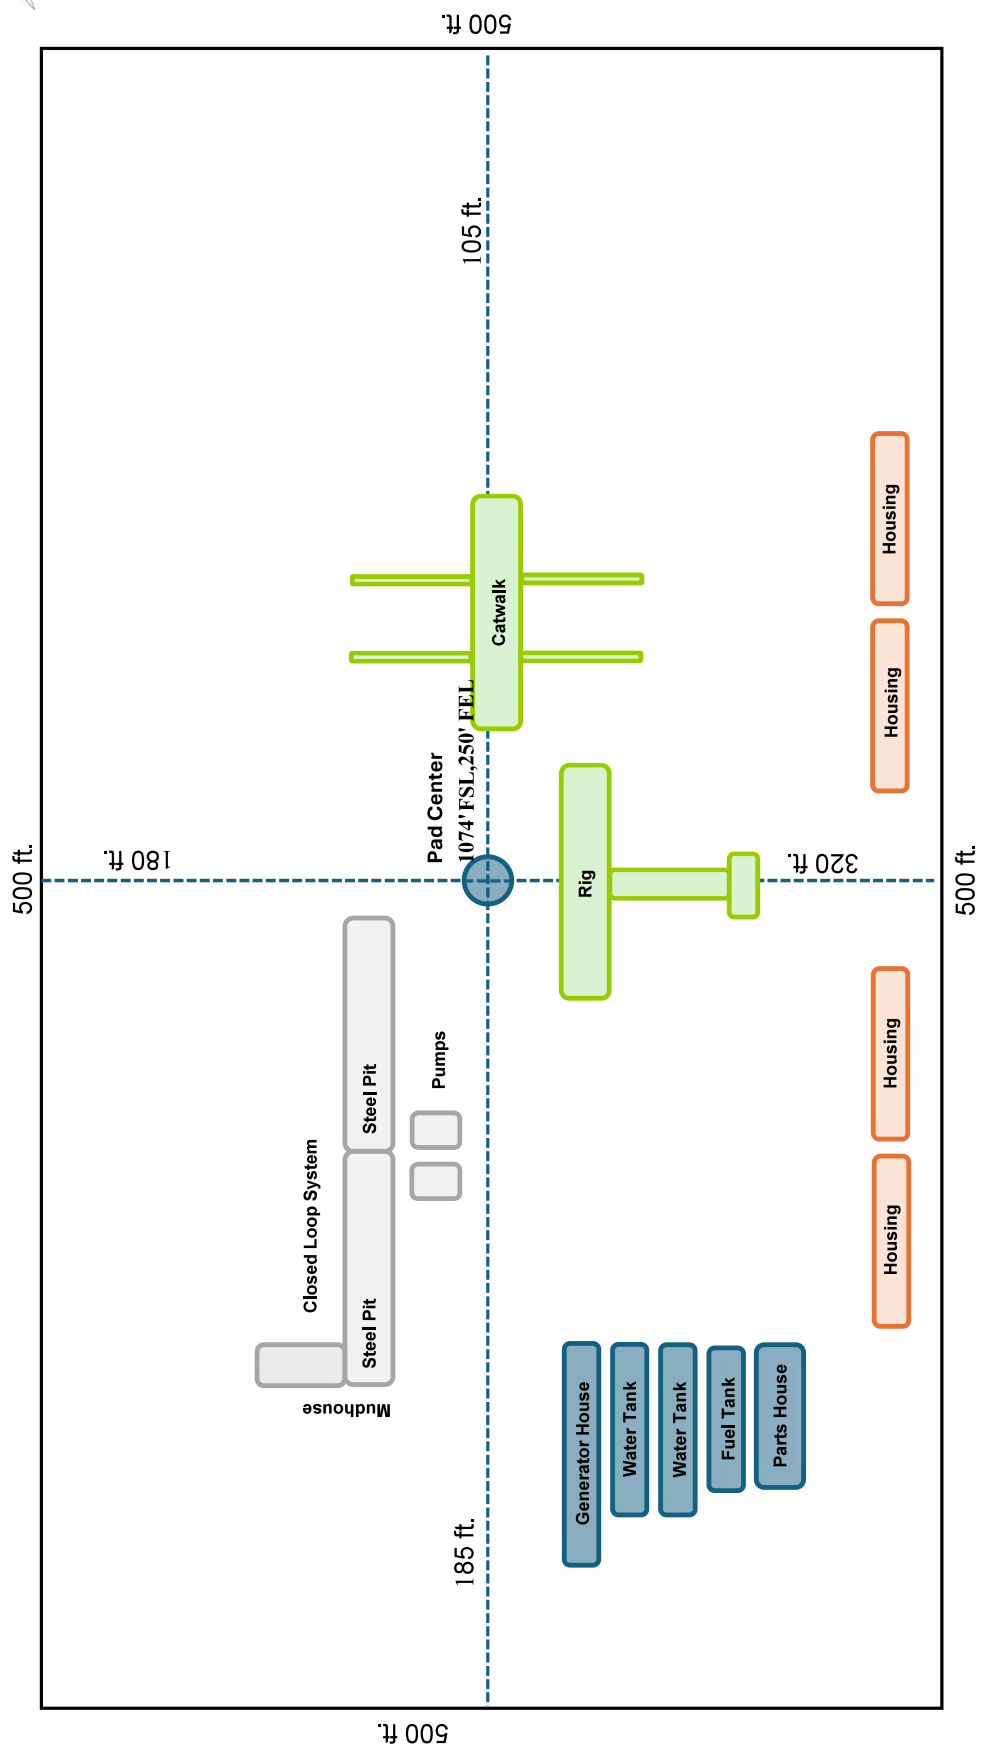 500 ft.
105 ft.
Housing
Catwalk
Housing
Pad Center
1074' FSL,250' FEL
500 ft.
180 ft.
Rig
320 ft.
500 ft.
Pumps
Steel Pit
Housing
Closed Loop System
Housing
Steel Pit
Mudhouse
Generator House
Water Tank
Water Tank
Fuel Tank
Parts House
185 ft.
500 ft.